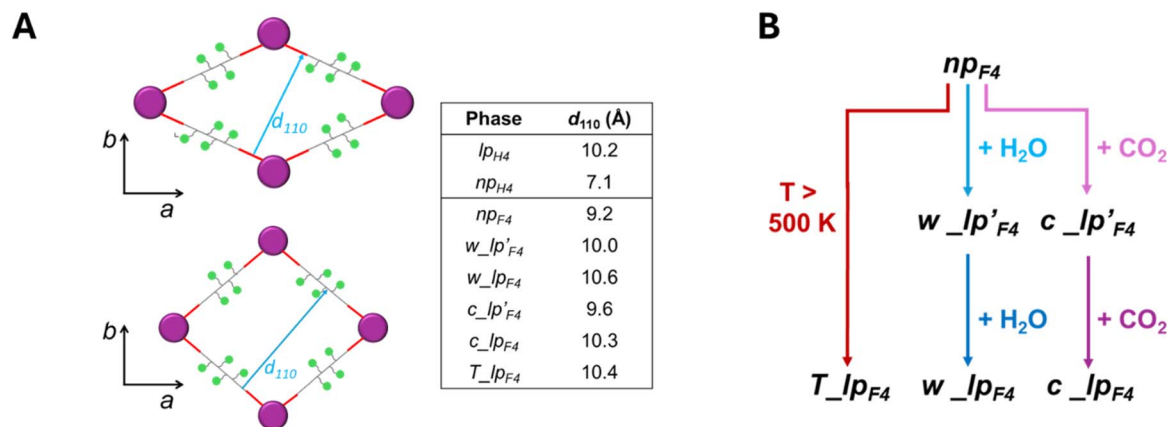 A
d110
b
a
d110
b
a
Phase d110 (Å)
lpH4 10.2
npH4 7.1
npF4 9.2
w_lp’F4 10.0
w_lpF4 10.6
c_lp’F4 9.6
c_lpF4 10.3
T_lpF4 10.4
B
npF4
+ H2O + CO2
T >
500 K
w _lp’F4 c _lp’F4
+ H2O + CO2
T_lpF4 w _lpF4 c _lpF4